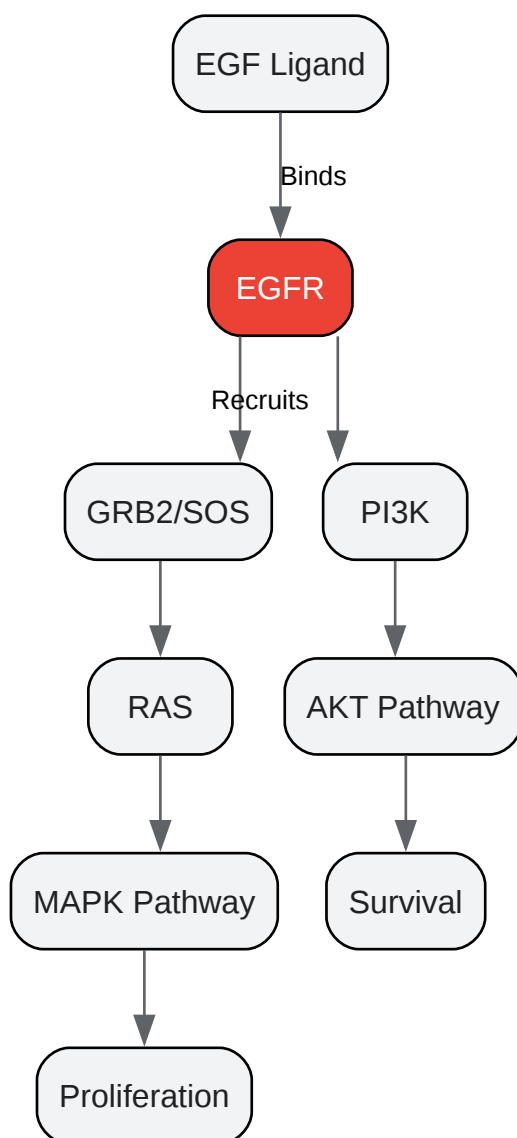 EGF Ligand
Binds
EGFR
Recruits
GRB2/SOS
PI3K
RAS
AKT Pathway
MAPK Pathway
Survival
Proliferation